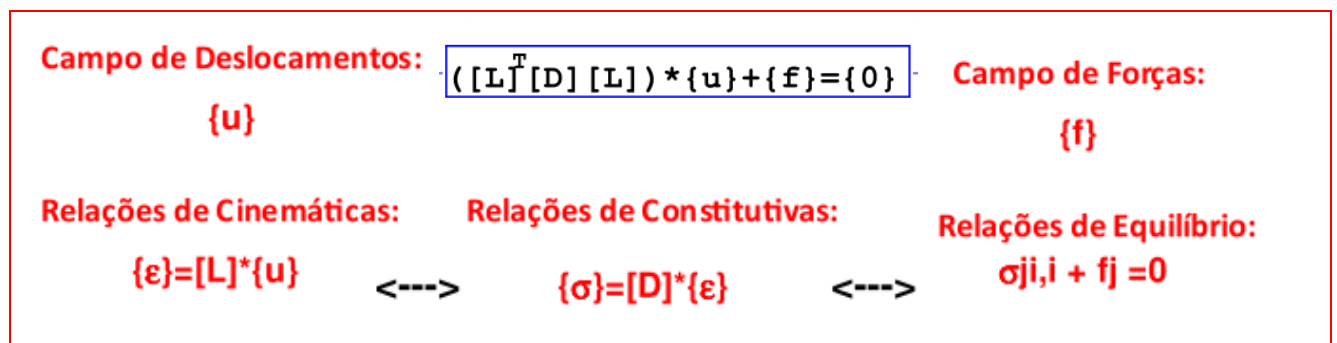 Campo de Deslocamentos:
([L]ᵀ[D][L])*{u}+{f}={0}
Campo de Forças:
{u}
{f}
Relações de Cinemáticas:
Relações de Constitutivas:
Relações de Equilíbrio:
{ε}=[L]*{u}
<--->
{σ}=[D]*{ε}
<--->
σji,i + fj =0